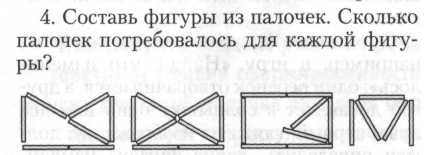 4. Составь фигуры из палочек. Сколько
палочек потребовалось для каждой фигу-
ры?